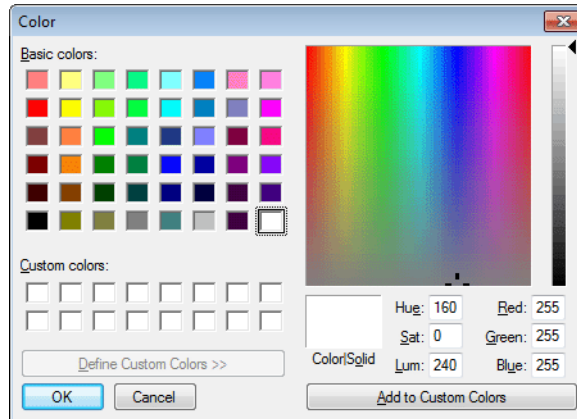 Color
Basic colors:
Custom colors:
Define Custom Colors >>
OK Cancel
Color|Solid
Hue: 160 Red: 255
Sat: 0 Green: 255
Lum: 240 Blue: 255
Add to Custom Colors